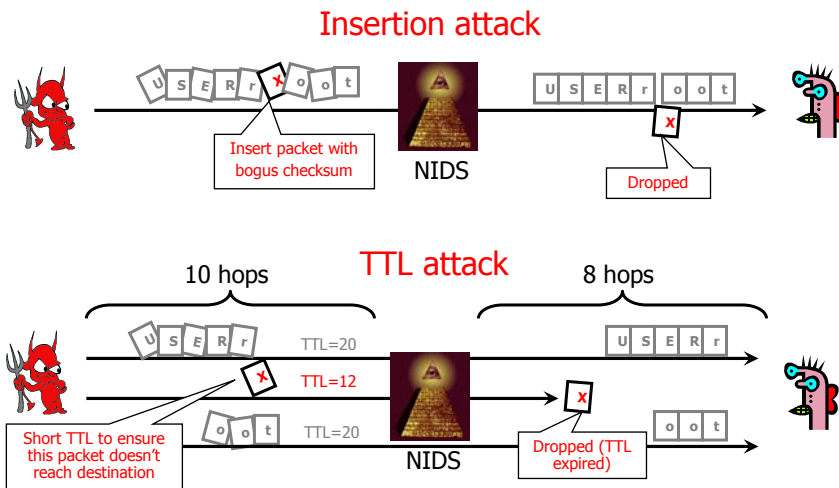 Insertion attack
U S E R r X o o t
U S E R r o o t
X
Insert packet with
bogus checksum
NIDS
Dropped
TTL attack
10 hops
8 hops
U S E R r
TTL=20
U S E R r
X
TTL=12
X
Short TTL to ensure
this packet doesn't
reach destination
o o t
TTL=20
o o t
NIDS
Dropped (TTL
expired)